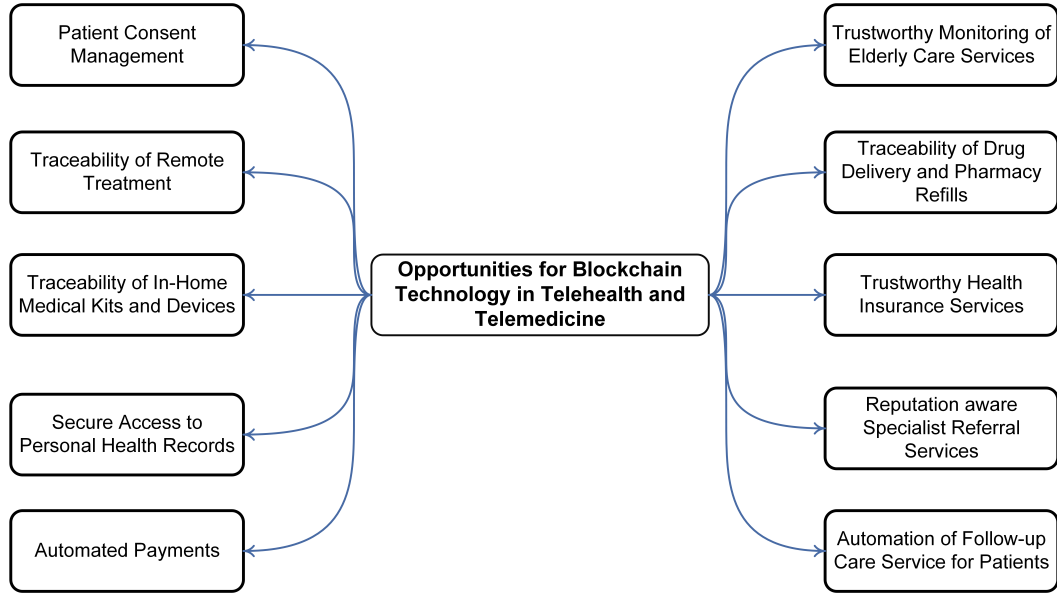 Patient Consent
Management
Traceability of Remote
Treatment
Traceability of In-Home
Medical Kits and Devices
Secure Access to
Personal Health Records
Automated Payments
Opportunities for Blockchain
Technology in Telehealth and
Telemedicine
Trustworthy Monitoring of
Elderly Care Services
Traceability of Drug
Delivery and Pharmacy
Refills
Trustworthy Health
Insurance Services
Reputation aware
Specialist Referral
Services
Automation of Follow-up
Care Service for Patients